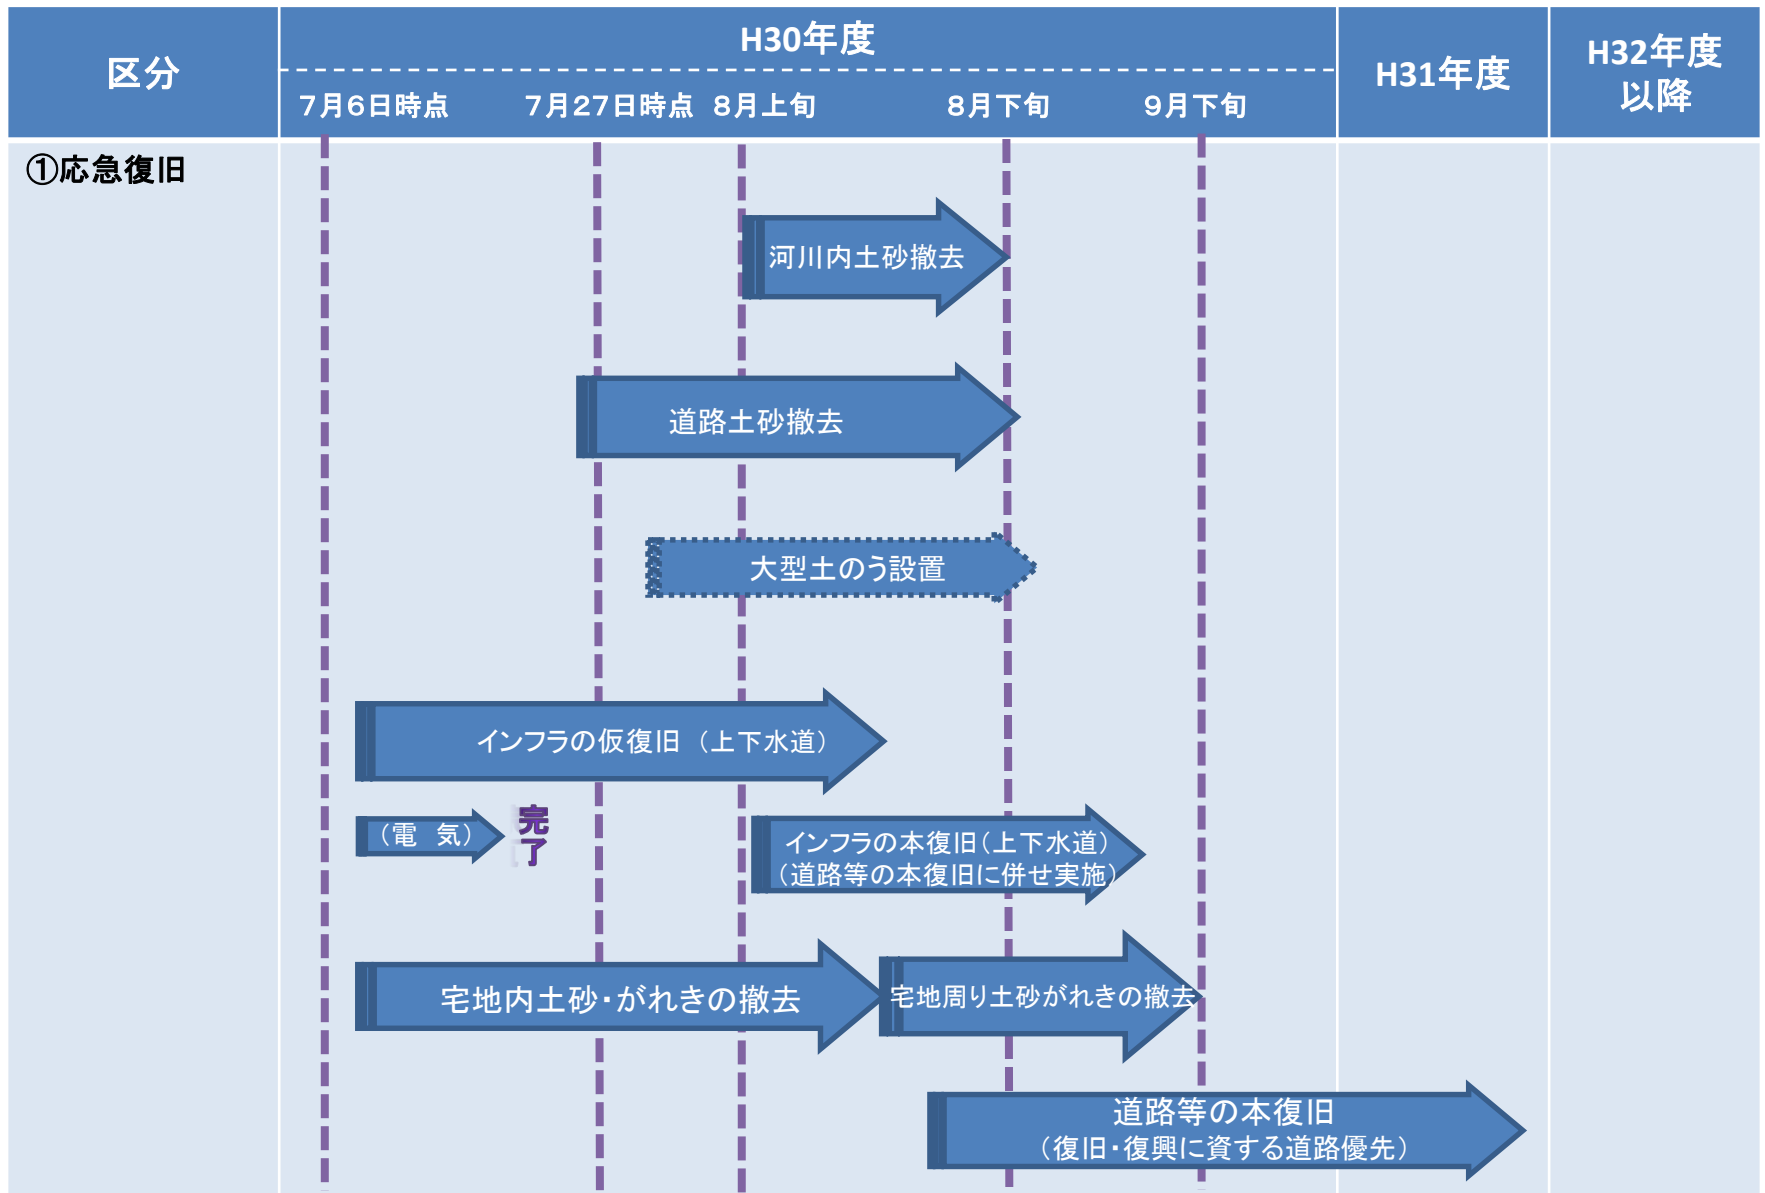 区分
H30年度
H31年度
H32年度
以降
7月6日時点
7月27日時点
8月上旬
8月下旬
9月下旬
①応急復旧
河川内土砂撤去
道路土砂撤去
大型土のう設置
インフラの仮復旧 （上下水道）
（電　気）
完
了
インフラの本復旧（上下水道）
（道路等の本復旧に併せ実施）
宅地内土砂・がれきの撤去
宅地周り土砂がれきの撤去
道路等の本復旧
（復旧・復興に資する道路優先）